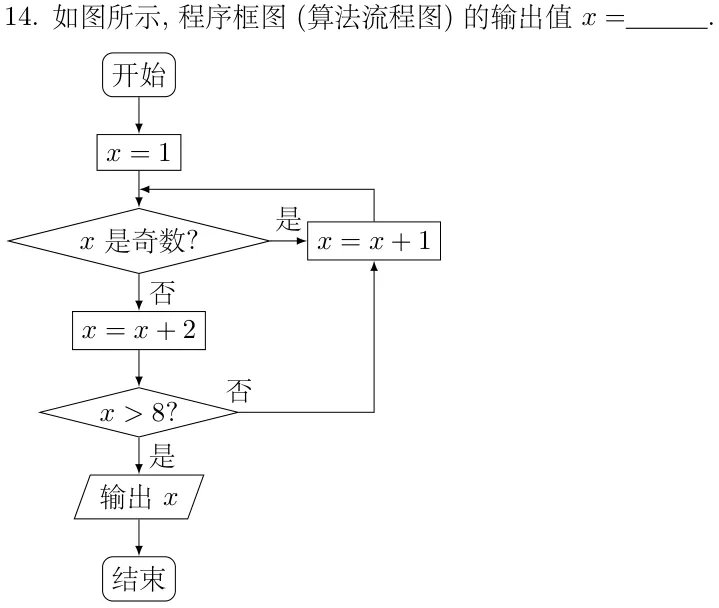 14. 如图所示, 程序框图 (算法流程图) 的输出值 x =______.
开始
x = 1
x 是奇数?
是
x = x + 1
否
x = x + 2
x > 8?
否
是
输出 x
结束